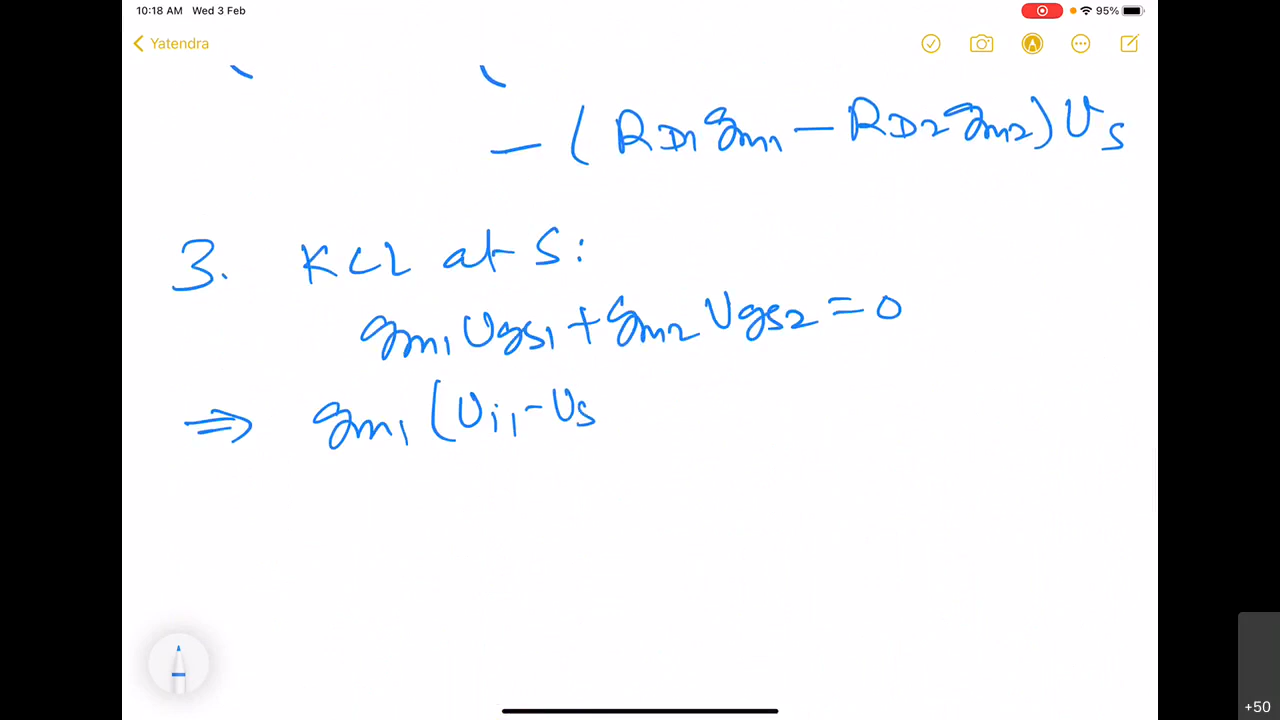 10:18 AM Wed 3 Feb 95%
Yatendra
− (RD1 gm1 − RD2 gm2) vs
3. KCL at S:
gm1 vgs1 + gm2 vgs2 = 0
⇒ gm1 (vi1 − vs
+50